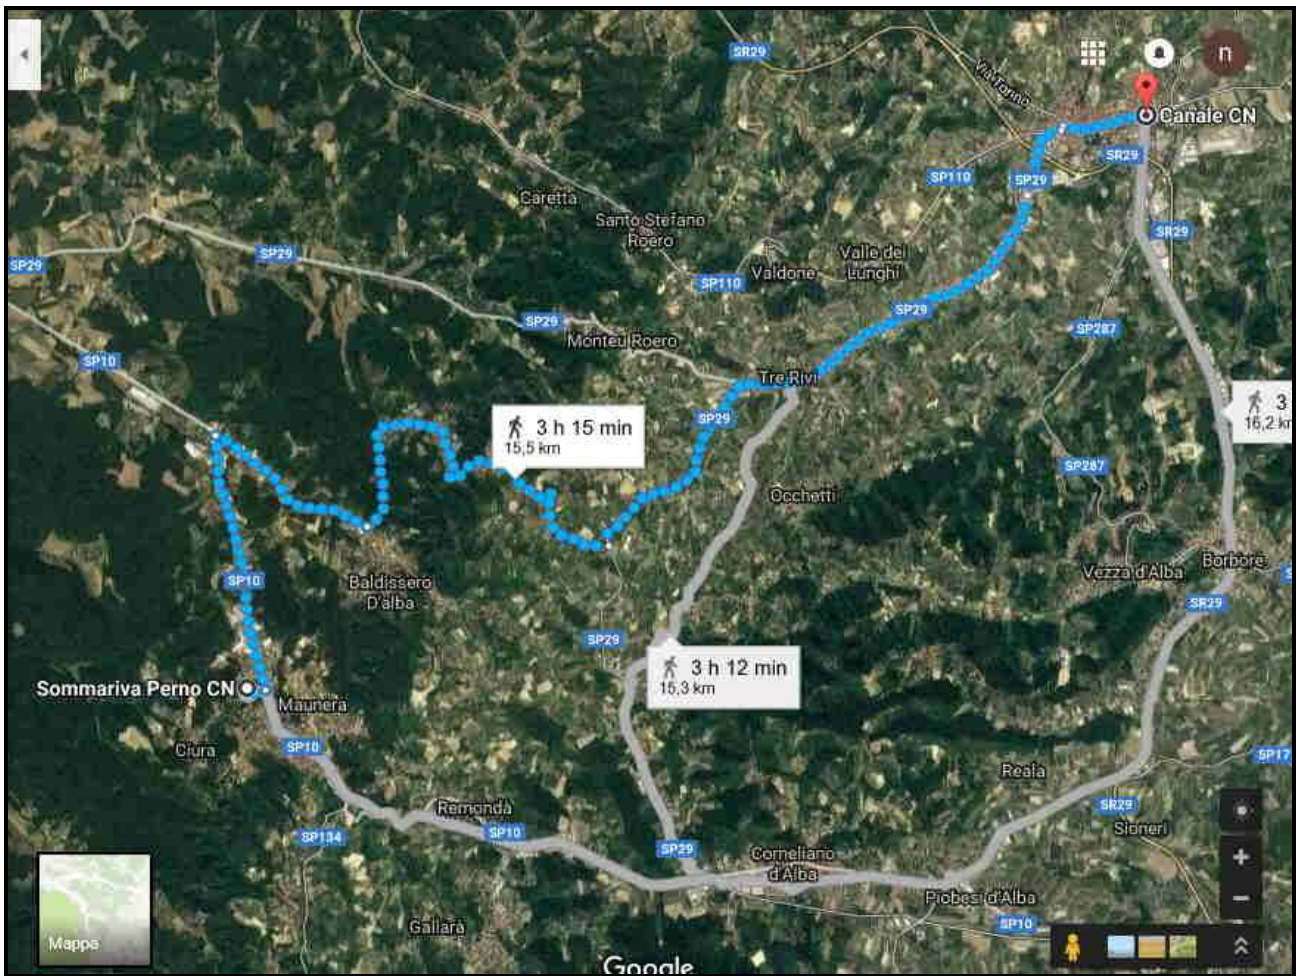 SR29
Via Torino
n
Canale CN
SR29
SP110
SP29
Caretta
Santo Stefano
Roero
SR29
SP29
SP29
Valle dei
Lunghi
Valdone
SP110
SP29
SP29
Monteu Roero
SP287
SP10
Tre Rivi
3
16,2 km
3 h 15 min
15,5 km
SP29
SP287
Occhetti
Borbore
Vezza d'Alba
SP10
Baldissero
D'alba
SR29
SP29
3 h 12 min
15,3 km
Sommariva Perno CN
Maunera
Ciura
SP10
SP17
Reala
SR29
Sioneri
Remondà
SP10
SP134
SP29
Corneliano
d'Alba
Piobesi d'Alba
SP10
Gallarà
Mappa
Google